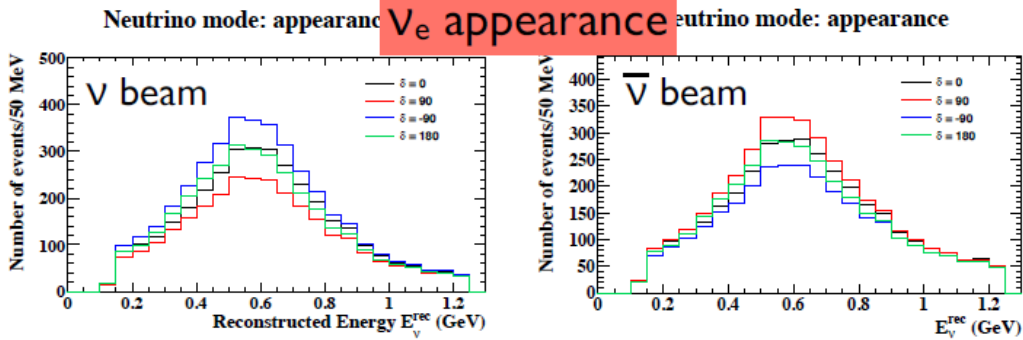 Neutrino mode: appearanc
νe appearance
eutrino mode: appearance
Number of events/50 MeV
500
400
300
200
100
0
ν beam
δ = 0
δ = 90
δ = -90
δ = 180
0 0.2 0.4 0.6 0.8 1 1.2
Reconstructed Energy Eνrec (GeV)
Number of events/50 MeV
400
350
300
250
200
150
100
50
0
ν̅ beam
δ = 0
δ = 90
δ = -90
δ = 180
0 0.2 0.4 0.6 0.8 1 1.2
Eνrec (GeV)